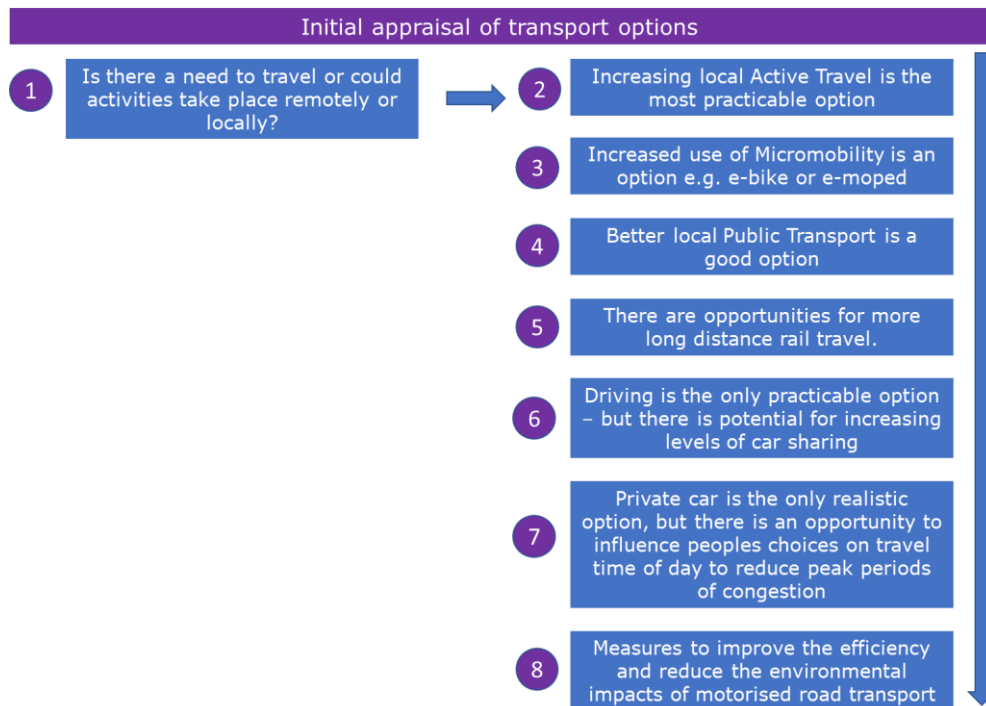 Initial appraisal of transport options
1
Is there a need to travel or could
activities take place remotely or
locally?
2
Increasing local Active Travel is the
most practicable option
3
Increased use of Micromobility is an
option e.g. e-bike or e-moped
4
Better local Public Transport is a
good option
5
There are opportunities for more
long distance rail travel.
6
Driving is the only practicable option
– but there is potential for increasing
levels of car sharing
7
Private car is the only realistic
option, but there is an opportunity to
influence peoples choices on travel
time of day to reduce peak periods
of congestion
8
Measures to improve the efficiency
and reduce the environmental
impacts of motorised road transport